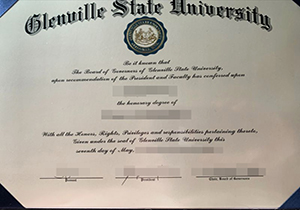 Glenville State University
Be it known that
The Board of Governors of Glenville State University,
upon recommendation of the President and Faculty has conferred upon
the honorary degree of
With all the Honors, Rights, Privileges and responsibilities pertaining thereto,
Given under the seal of Glenville State University this
seventh day of May,
President
Chair, Board of Governors